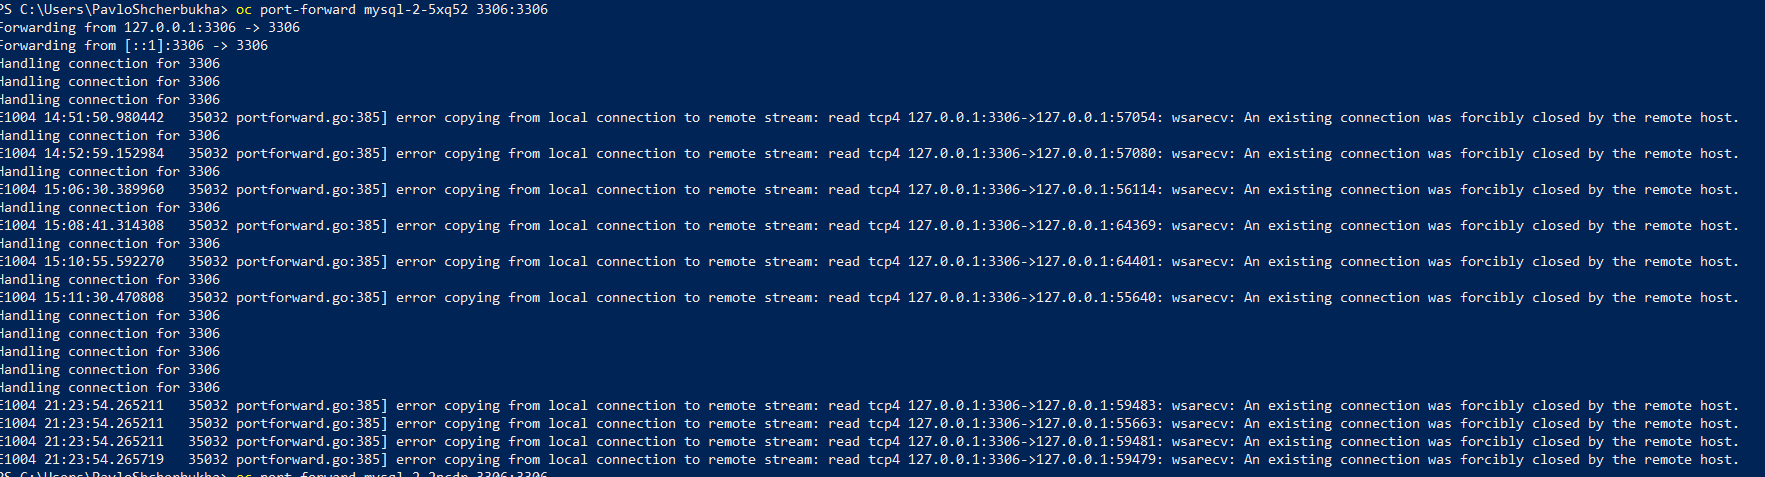 PS C:\Users\PavloShcherbukha> oc port-forward mysql-2-5xq52 3306:3306
Forwarding from 127.0.0.1:3306 -> 3306
Forwarding from [::1]:3306 -> 3306
Handling connection for 3306
Handling connection for 3306
Handling connection for 3306
E1004 14:51:50.980442   35032 portforward.go:385] error copying from local connection to remote stream: read tcp4 127.0.0.1:3306->127.0.0.1:57054: wsarecv: An existing connection was forcibly closed by the remote host.
Handling connection for 3306
E1004 14:52:59.152984   35032 portforward.go:385] error copying from local connection to remote stream: read tcp4 127.0.0.1:3306->127.0.0.1:57080: wsarecv: An existing connection was forcibly closed by the remote host.
Handling connection for 3306
E1004 15:06:30.389960   35032 portforward.go:385] error copying from local connection to remote stream: read tcp4 127.0.0.1:3306->127.0.0.1:56114: wsarecv: An existing connection was forcibly closed by the remote host.
Handling connection for 3306
E1004 15:08:41.314308   35032 portforward.go:385] error copying from local connection to remote stream: read tcp4 127.0.0.1:3306->127.0.0.1:64369: wsarecv: An existing connection was forcibly closed by the remote host.
Handling connection for 3306
E1004 15:10:55.592270   35032 portforward.go:385] error copying from local connection to remote stream: read tcp4 127.0.0.1:3306->127.0.0.1:64401: wsarecv: An existing connection was forcibly closed by the remote host.
Handling connection for 3306
E1004 15:11:30.470808   35032 portforward.go:385] error copying from local connection to remote stream: read tcp4 127.0.0.1:3306->127.0.0.1:55640: wsarecv: An existing connection was forcibly closed by the remote host.
Handling connection for 3306
Handling connection for 3306
Handling connection for 3306
Handling connection for 3306
Handling connection for 3306
E1004 21:23:54.265211   35032 portforward.go:385] error copying from local connection to remote stream: read tcp4 127.0.0.1:3306->127.0.0.1:59483: wsarecv: An existing connection was forcibly closed by the remote host.
E1004 21:23:54.265211   35032 portforward.go:385] error copying from local connection to remote stream: read tcp4 127.0.0.1:3306->127.0.0.1:55663: wsarecv: An existing connection was forcibly closed by the remote host.
E1004 21:23:54.265211   35032 portforward.go:385] error copying from local connection to remote stream: read tcp4 127.0.0.1:3306->127.0.0.1:59481: wsarecv: An existing connection was forcibly closed by the remote host.
E1004 21:23:54.265719   35032 portforward.go:385] error copying from local connection to remote stream: read tcp4 127.0.0.1:3306->127.0.0.1:59479: wsarecv: An existing connection was forcibly closed by the remote host.
PS C:\Users\PavloShcherbukha> oc port-forward 3306:3306